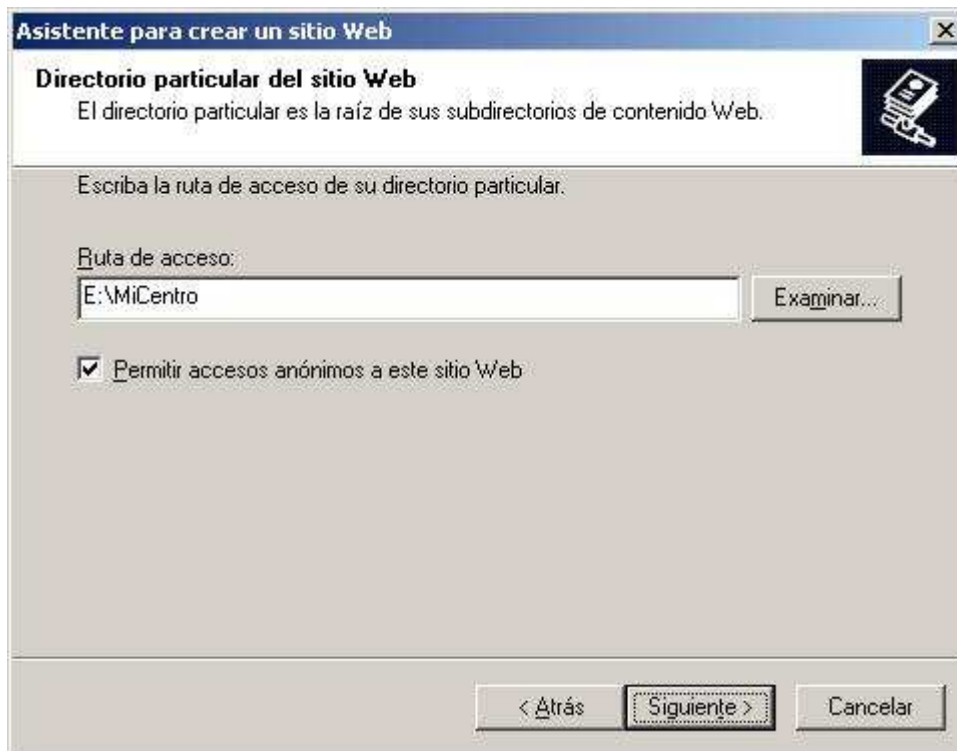 Asistente para crear un sitio Web
Directorio particular del sitio Web
El directorio particular es la raíz de sus subdirectorios de contenido Web.
Escriba la ruta de acceso de su directorio particular.
Ruta de acceso:
E:\MiCentro
Examinar...
Permitir accesos anónimos a este sitio Web
< Atrás
Siguiente >
Cancelar